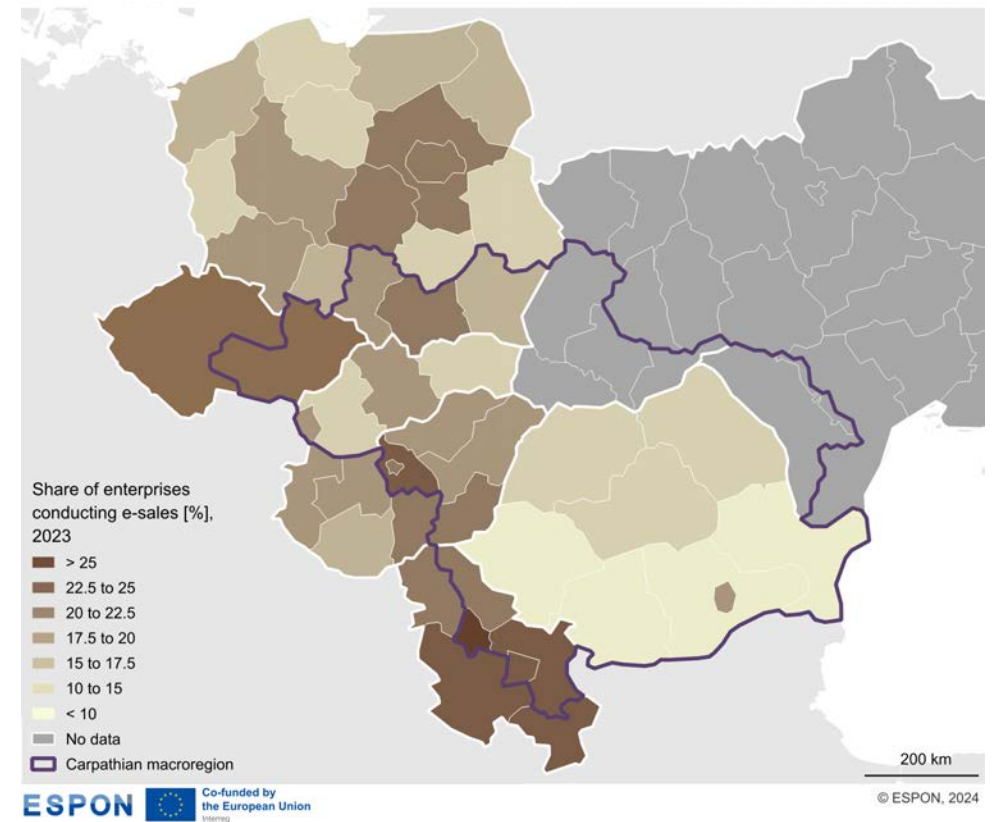 Share of enterprises
conducting e-sales [%],
2023
> 25
22.5 to 25
20 to 22.5
17.5 to 20
15 to 17.5
10 to 15
< 10
No data
Carpathian macroregion
200 km
ESPON
Co-funded by
the European Union
Interreg
© ESPON, 2024